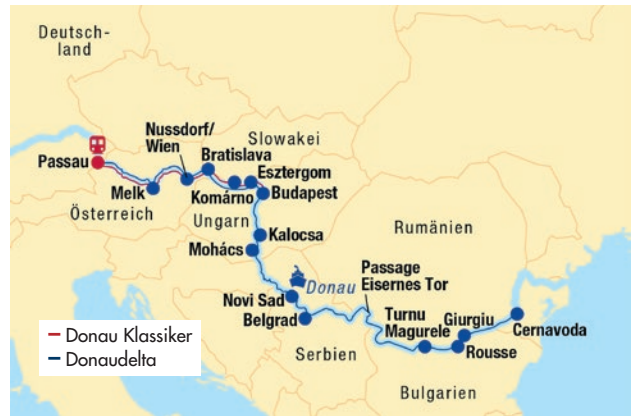 Deutsch-
land
Nussdorf/
Wien
Slowakei
Passau
Bratislava
Esztergom
Melk
Komárno
Budapest
Österreich
Ungarn
Kalocsa
Rumänien
Mohács
Passage
Eisernes Tor
Donau
Novi Sad
Turnu
Magurele
Giurgiu
Belgrad
Cernavoda
Donau Klassiker
Donaudelta
Serbien
Rousse
Bulgarien